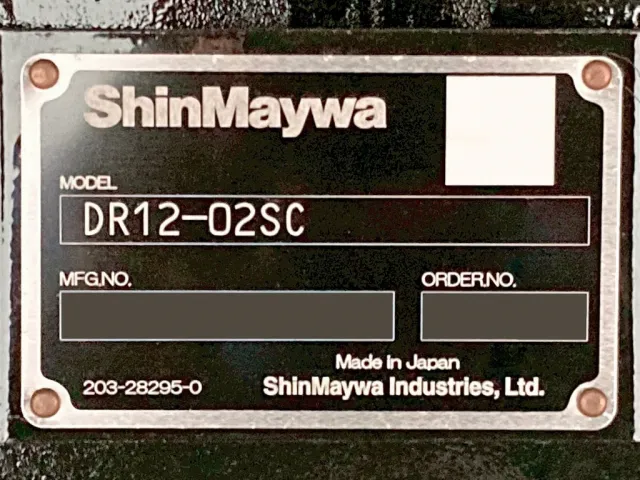 ShinMaywa
MODEL
DR12-02SC
MFG.NO.
ORDER.NO.
Made in Japan
203-28295-0
ShinMaywa Industries, Ltd.